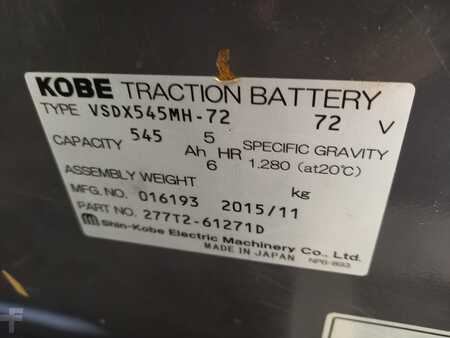 KOBE TRACTION BATTERY
TYPE VSDX545MH-72 72 V
CAPACITY 545 Ah 5 HR SPECIFIC GRAVITY
6 1.280 (at20℃)
ASSEMBLY WEIGHT kg
MFG. NO. 016193 2015/11
PART NO. 277T2-61271D
Shin-Kobe Electric Machinery Co., Ltd.
MADE IN JAPAN NPB-893
F